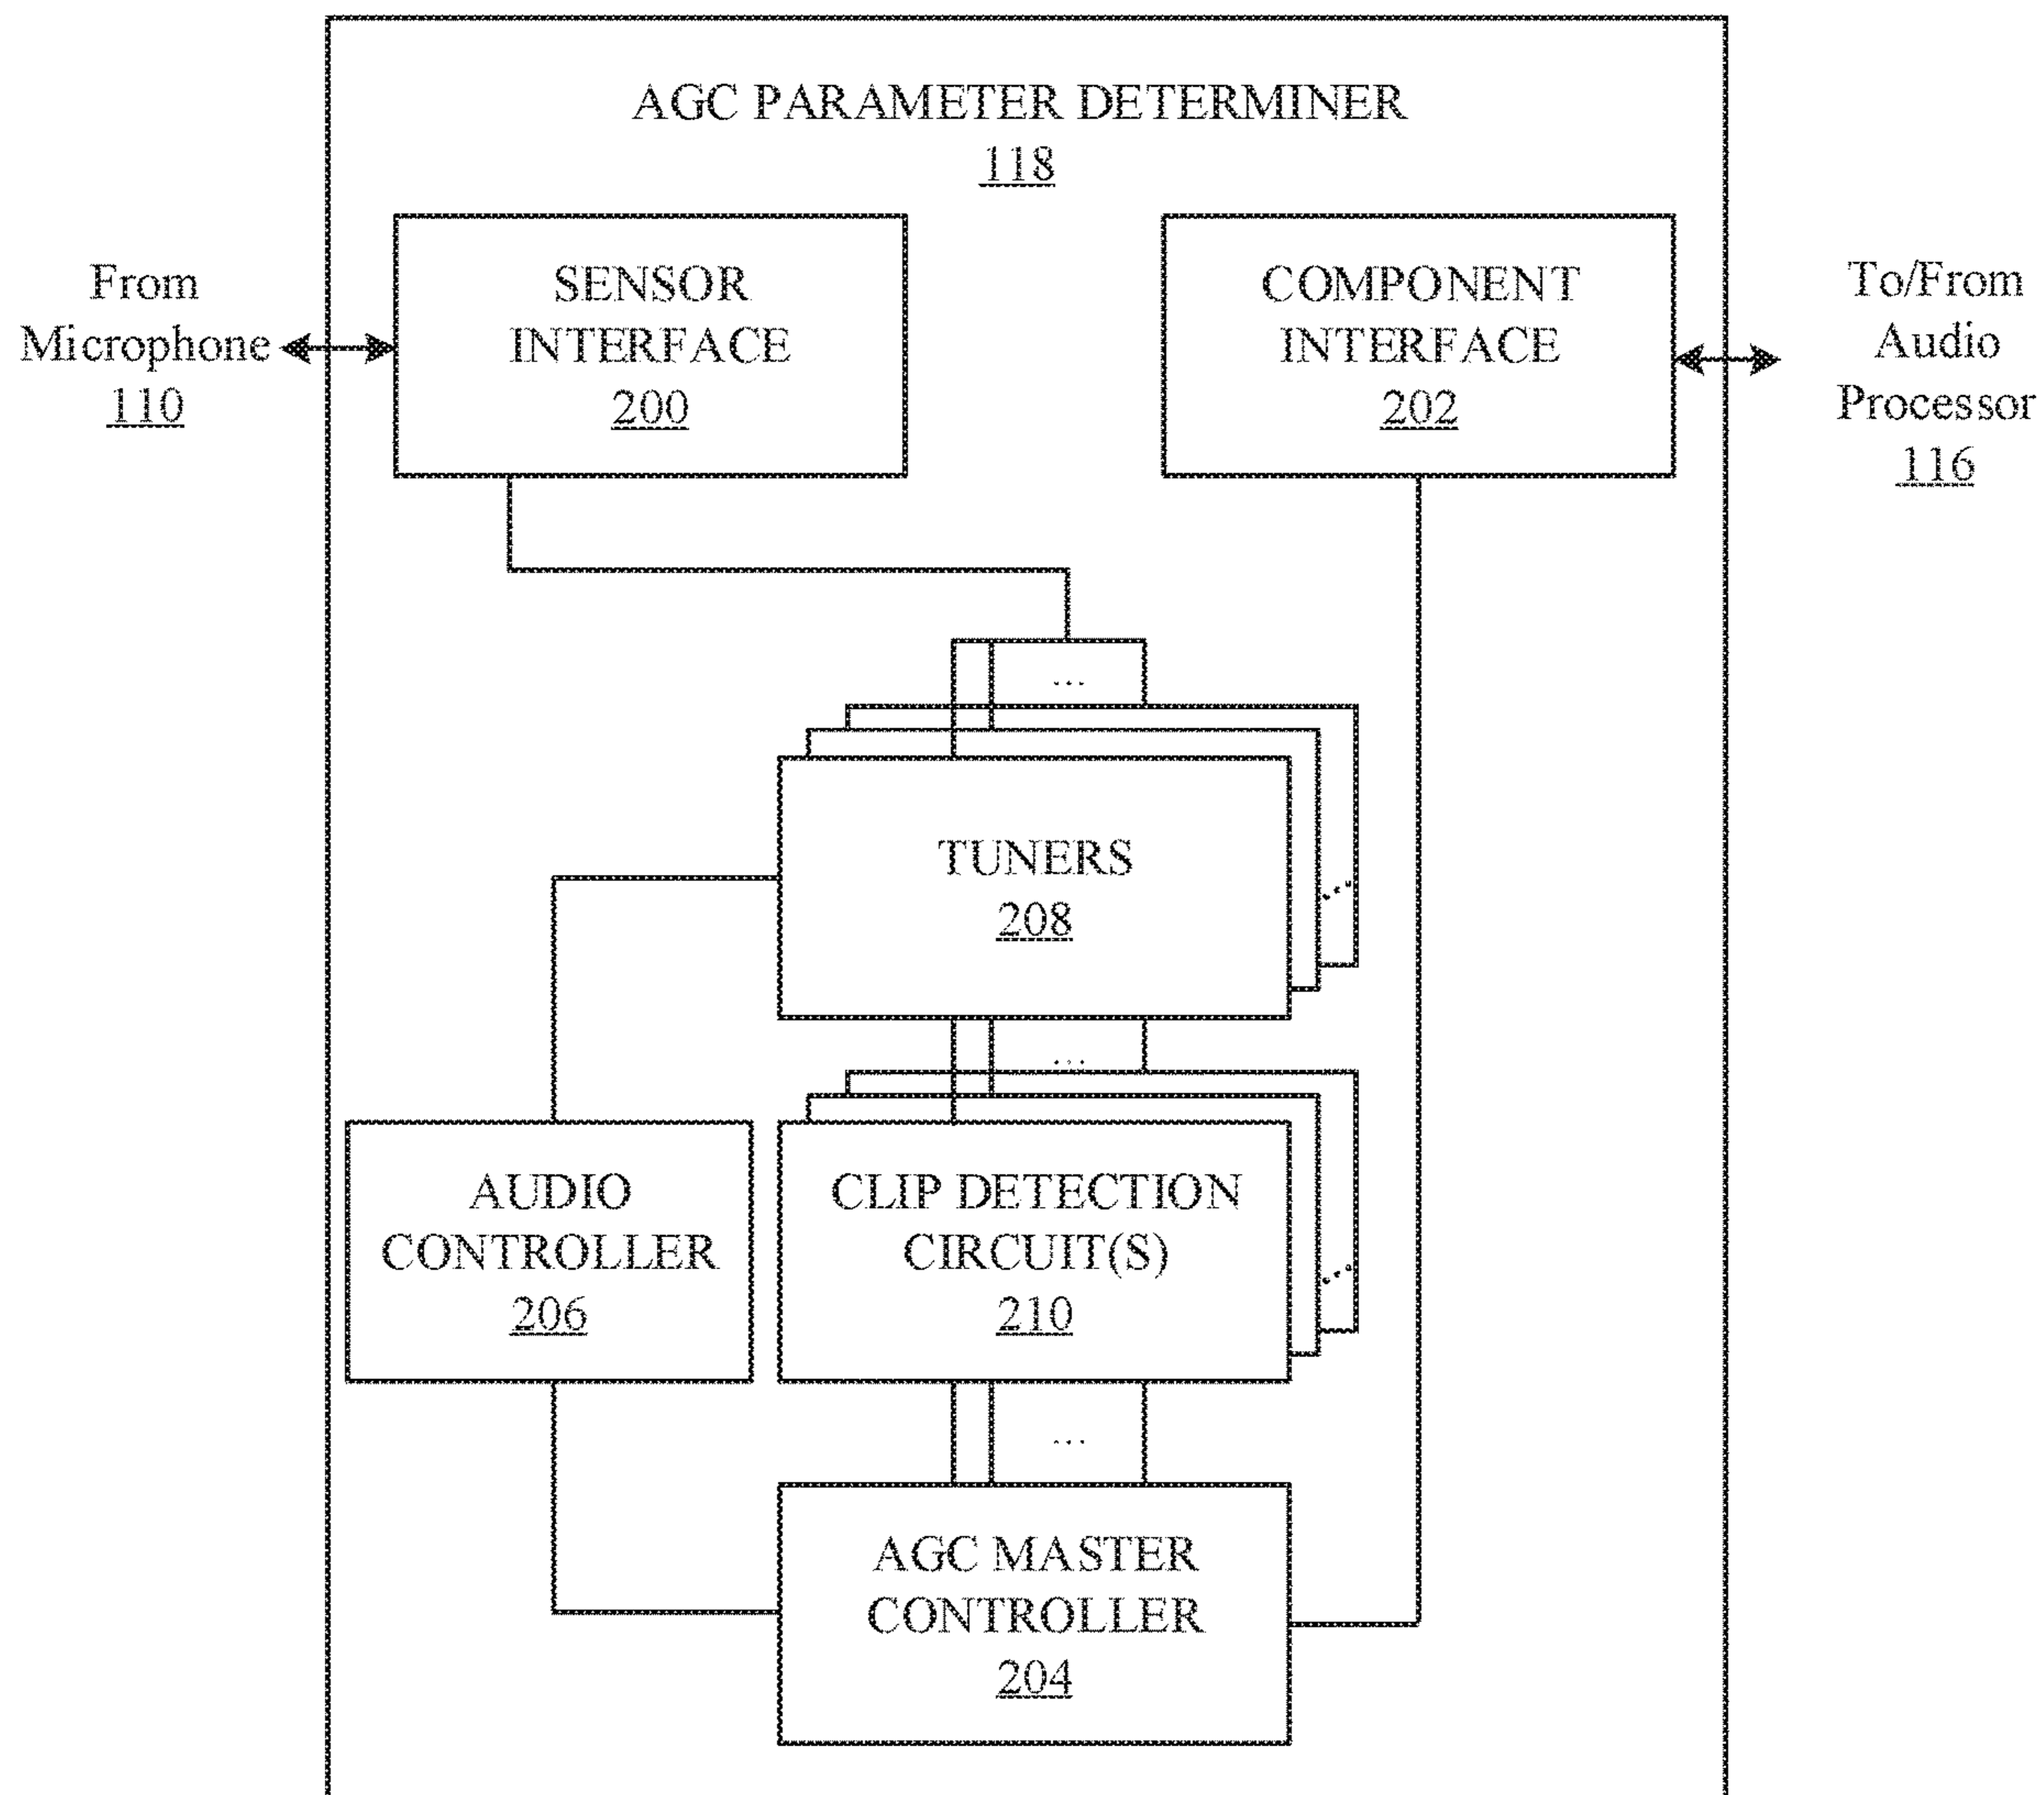 AGC PARAMETER DETERMINER
118
From
Microphone
110
SENSOR
INTERFACE
200
COMPONENT
INTERFACE
202
To/From
Audio
Processor
116
...
TUNERS
208
...
...
AUDIO
CONTROLLER
206
CLIP DETECTION
CIRCUIT(S)
210
...
...
AGC MASTER
CONTROLLER
204